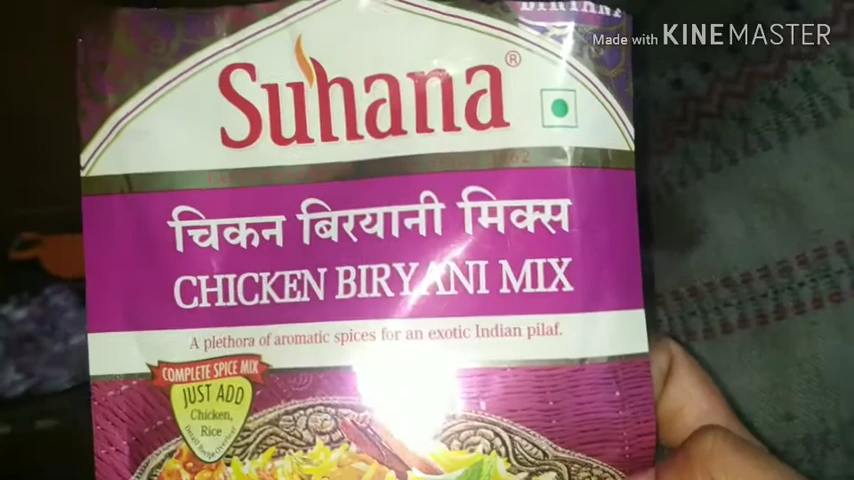 BIRYANI
Made with KINEMASTER
Suhana®
चिकन बिरयानी मिक्स
CHICKEN BIRYANI MIX
A plethora of aromatic spices for an exotic Indian pilaf.
COMPLETE SPICE MIX
JUST ADD
Chicken,
Rice